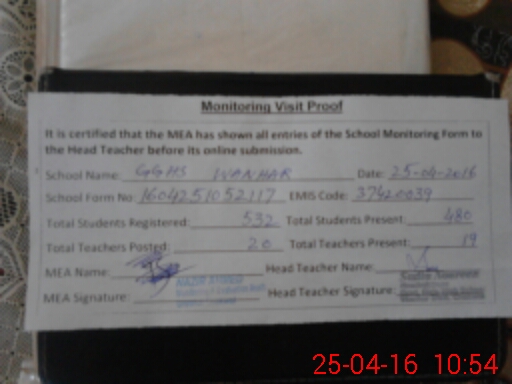 Monitoring Visit Proof
It is certified that the MEA has shown all entries of the School Monitoring Form to
the Head Teacher before its online submission.
School Name: GGHS WANHAR Date: 25-04-2016
School Form No: 1604251052117 EMIS Code: 37420039
Total Students Registered: 532 Total Students Present: 480
Total Teachers Posted: 20 Total Teachers Present: 19
MEA Name: Head Teacher Name:
MEA Signature: Head Teacher Signature:
25-04-16 10:54